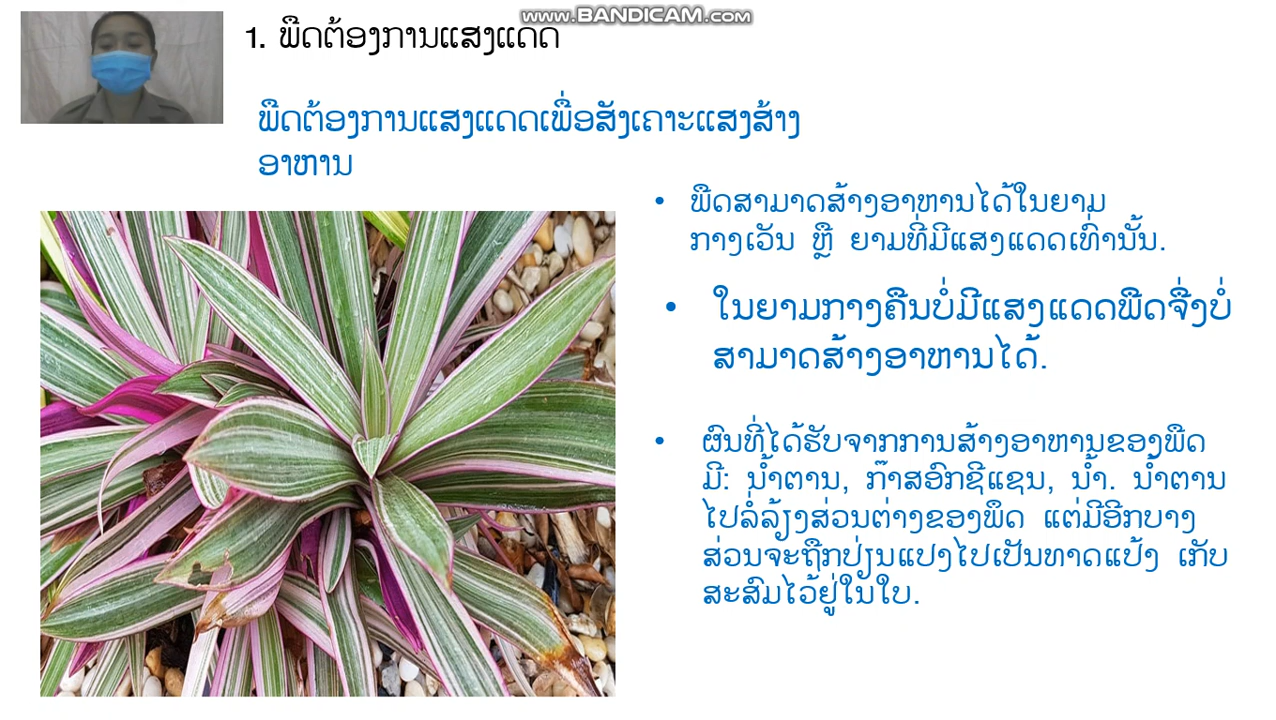 www.BANDICAM.com
1. ພືດຕ້ອງການແສງແດດ
ພືດຕ້ອງການແສງແດດເພື່ອສັງເຄາະແສງສ້າງ
ອາຫານ
• ພືດສາມາດສ້າງອາຫານໄດ້ໃນຍາມ
ກາງເວັນ ຫຼື ຍາມທີ່ມີແສງແດດເທົ່ານັ້ນ.
• ໃນຍາມກາງຄືນບໍ່ມີແສງແດດພືດຈື່ງບໍ່
ສາມາດສ້າງອາຫານໄດ້.
• ຜົນທີ່ໄດ້ຮັບຈາກການສ້າງອາຫານຂອງພືດ
ມີ: ນ້ຳຕານ, ກ໊າສອົກຊີແຊນ, ນ້ຳ. ນ້ຳຕານ
ໄປລໍ່ລ້ຽງສ່ວນຕ່າງຂອງພຶດ ແຕ່ມີອີກບາງ
ສ່ວນຈະຖືກປ່ຽນແປງໄປເປັນທາດແປ້ງ ເກັບ
ສະສົມໄວ້ຢູ່ໃນໃບ.